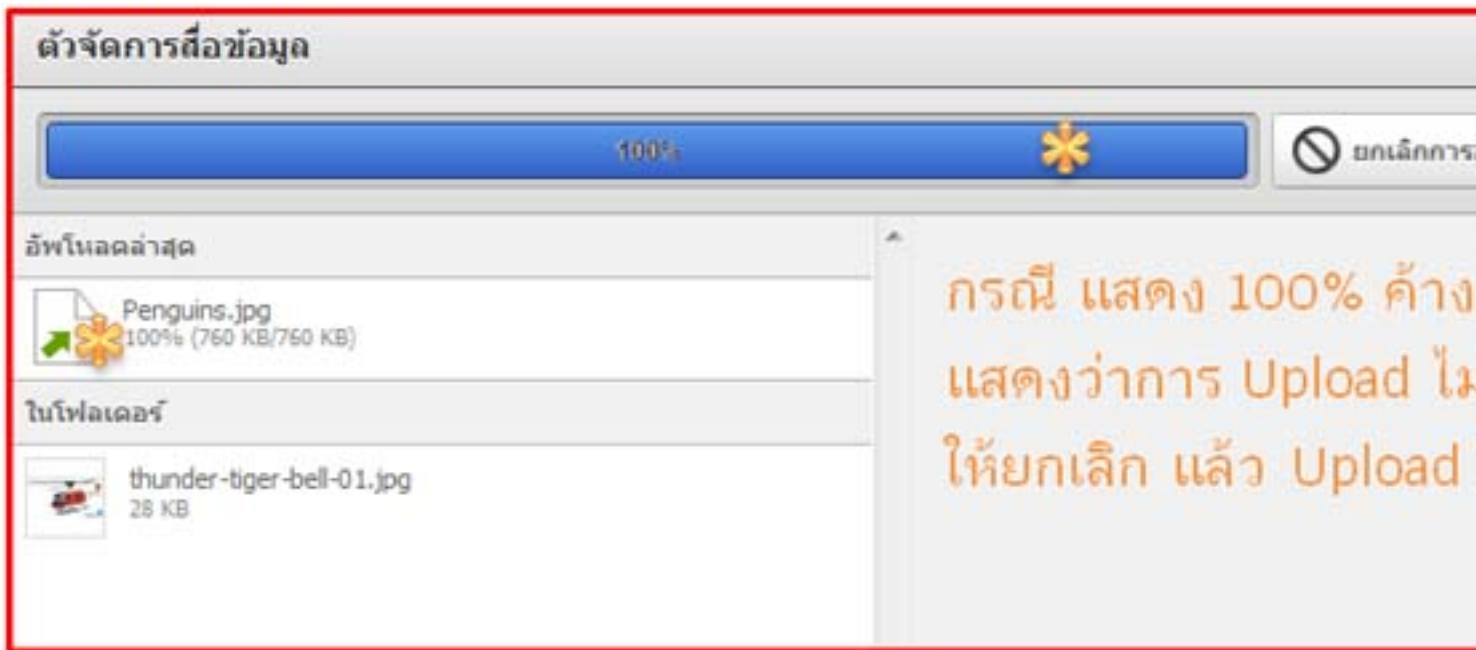 ตัวจัดการสื่อข้อมูล
100%
ยกเลิกการ
อัพโหลดล่าสุด
Penguins.jpg
100% (760 KB/760 KB)
ในโฟลเดอร์
thunder-tiger-bell-01.jpg
28 KB
กรณี แสดง 100% ค้าง
แสดงว่าการ Upload
ให้ยกเลิก แล้ว Upload